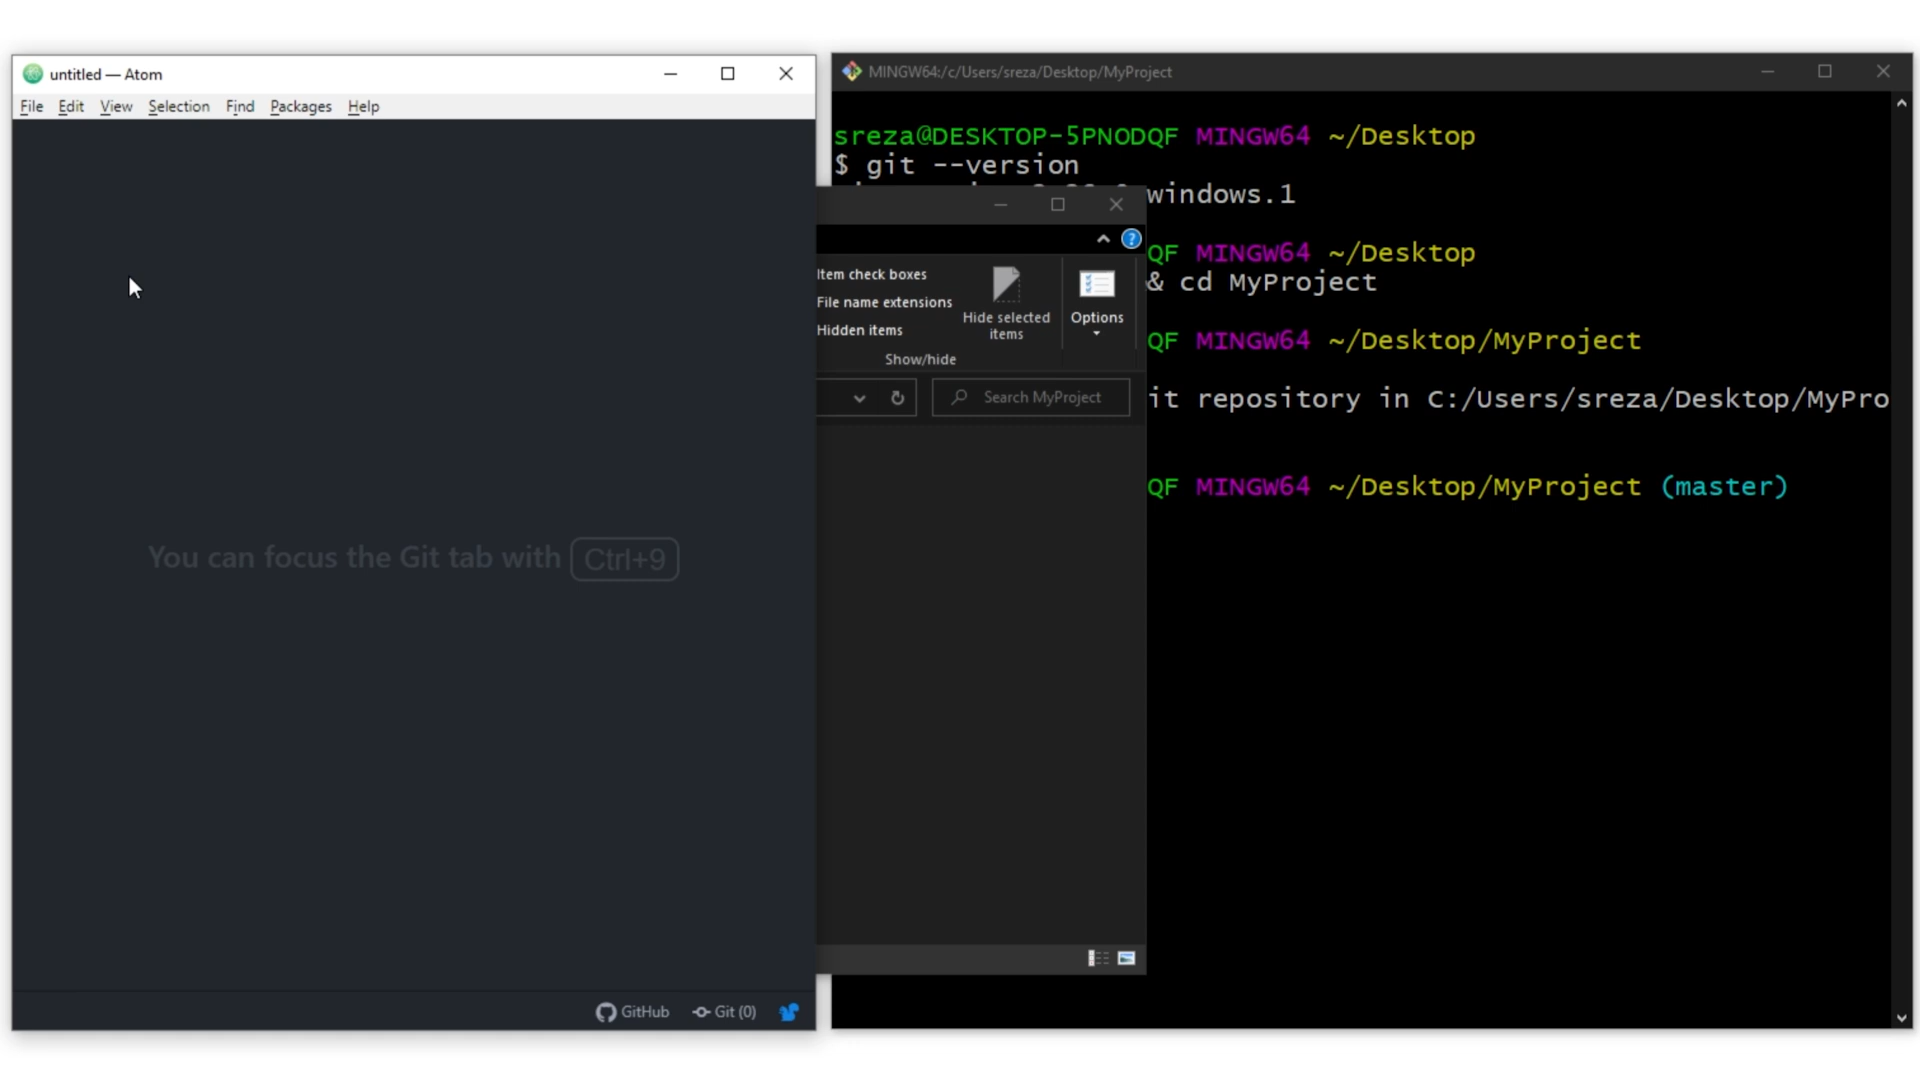 untitled — Atom
File Edit View Selection Find Packages Help
You can focus the Git tab with Ctrl+9
GitHub Git (0)
Item check boxes
File name extensions
Hidden items
Hide selected
items
Options
Show/hide
Search MyProject
MINGW64:/c/Users/sreza/Desktop/MyProject
sreza@DESKTOP-5PNODQF MINGW64 ~/Desktop
$ git --version
windows.1
QF MINGW64 ~/Desktop
& cd MyProject
QF MINGW64 ~/Desktop/MyProject
it repository in C:/Users/sreza/Desktop/MyPro
QF MINGW64 ~/Desktop/MyProject (master)